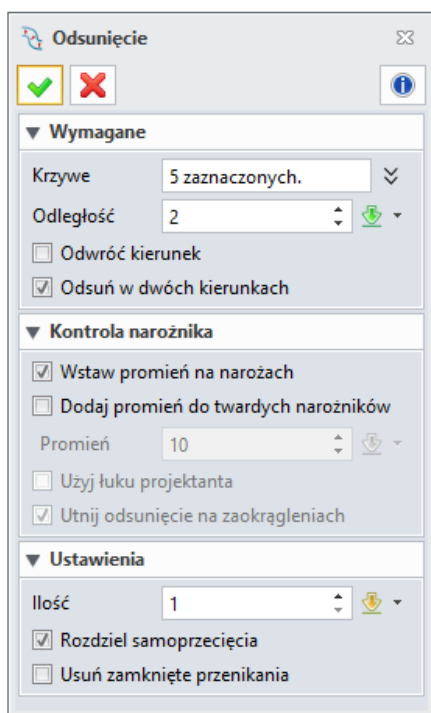 Odsunięcie
Wymagane
Krzywe 5 zaznaczonych.
Odległość 2
Odwróć kierunek
Odsuń w dwóch kierunkach
Kontrola narożnika
Wstaw promień na narożach
Dodaj promień do twardych narożników
Promień 10
Użyj łuku projektanta
Utnij odsunięcie na zaokrągleniach
Ustawienia
Ilość 1
Rozdziel samoprzecięcia
Usuń zamknięte przenikania